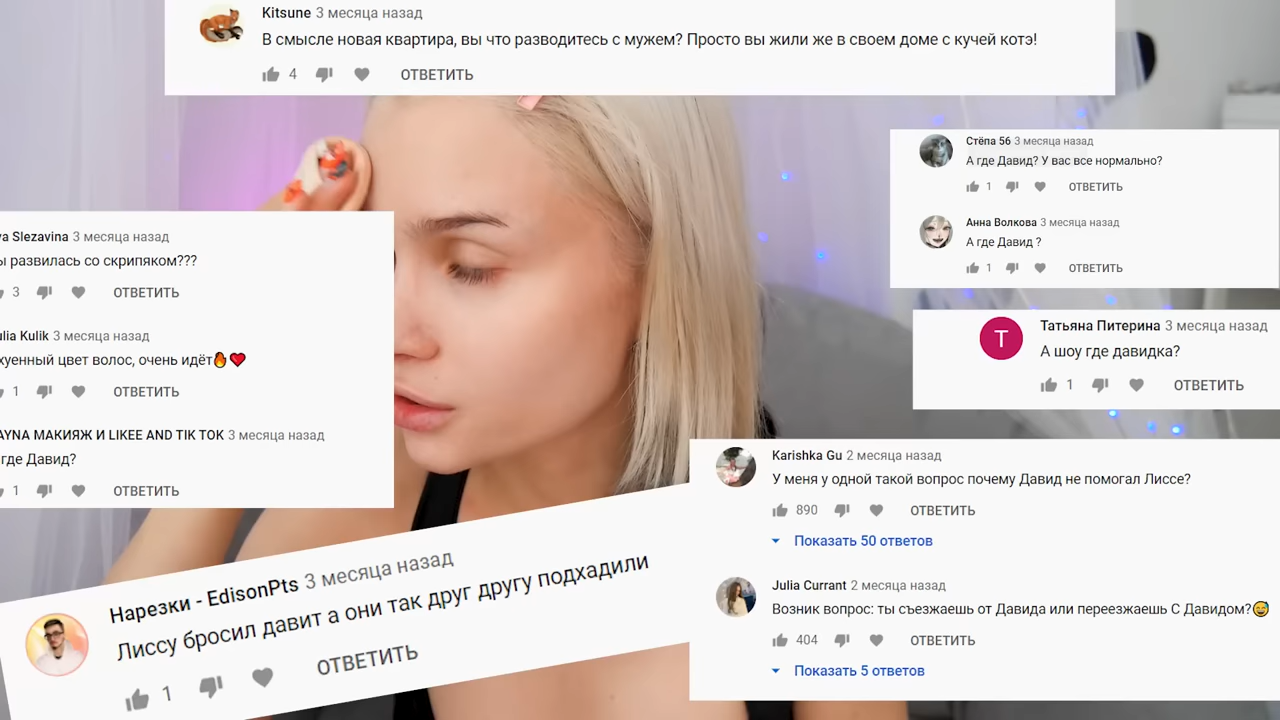 Kitsune 3 месяца назад
В смысле новая квартира, вы что разводитесь с мужем? Просто вы жили же в своем доме с кучей котэ!
4 ОТВЕТИТЬ
Стёпа 56 3 месяца назад
А где Давид? У вас все нормально?
1 ОТВЕТИТЬ
Анна Волкова 3 месяца назад
А где Давид ?
1 ОТВЕТИТЬ
Slezavina 3 месяца назад
развилась со скрипяком???
3 ОТВЕТИТЬ
Kulik 3 месяца назад
цвет волос, очень идёт🔥❤️
1 ОТВЕТИТЬ
МАКИЯЖ И LIKEE AND TIK TOK 3 месяца назад
где Давид?
1 ОТВЕТИТЬ
Татьяна Питерина 3 месяца назад
Т
А шоу где давидка?
1 ОТВЕТИТЬ
Karishka Gu 2 месяца назад
У меня у одной такой вопрос почему Давид не помогал Лиссе?
890 ОТВЕТИТЬ
Показать 50 ответов
Julia Currant 2 месяца назад
Возник вопрос: ты съезжаешь от Давида или переезжаешь С Давидом?😅
404 ОТВЕТИТЬ
Показать 5 ответов
Нарезки - EdisonPts 3 месяца назад
Лиссу бросил давит а они так друг другу подхадили
1 ОТВЕТИТЬ